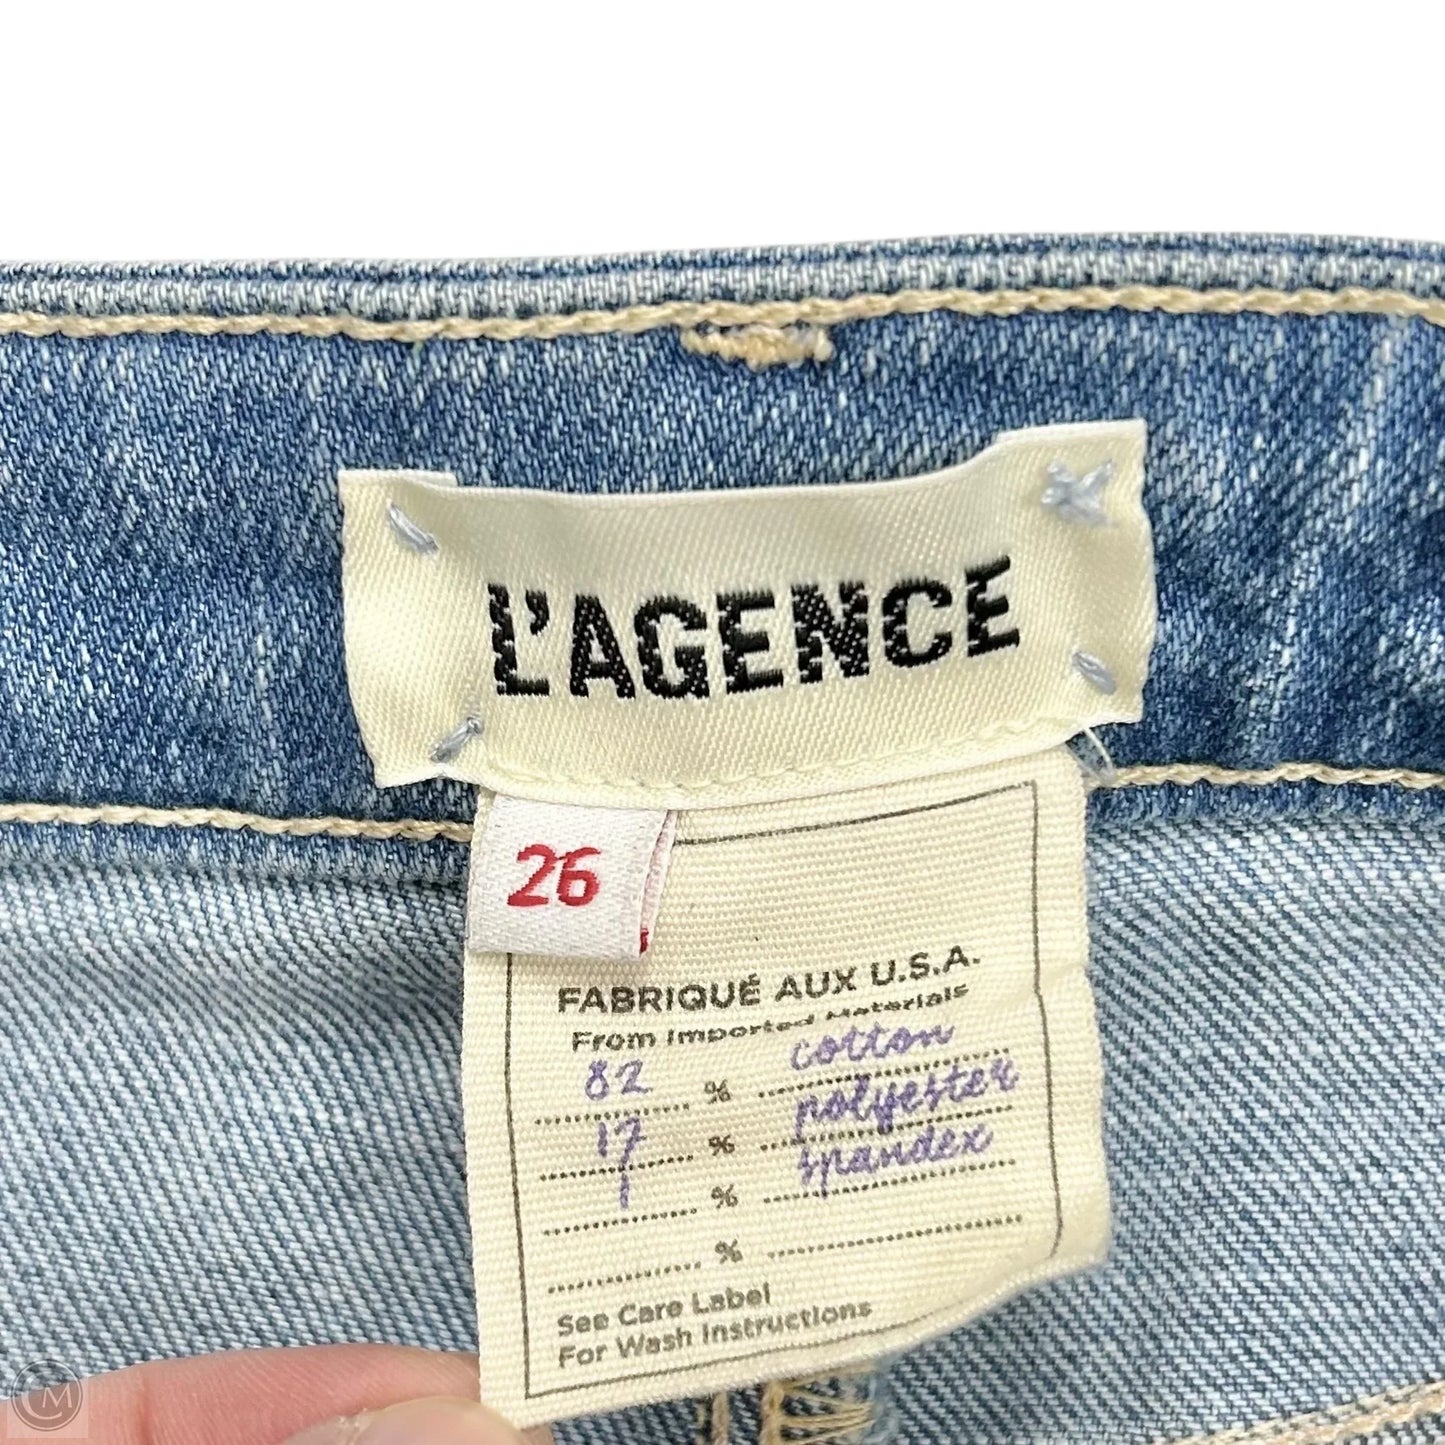 L'AGENCE
26
FABRIQUÉ AUX U.S.A.
From Imported Materials
82 % cotton
17 % polyester
1 % spandex
%
See Care Label
For Wash Instructions
CM